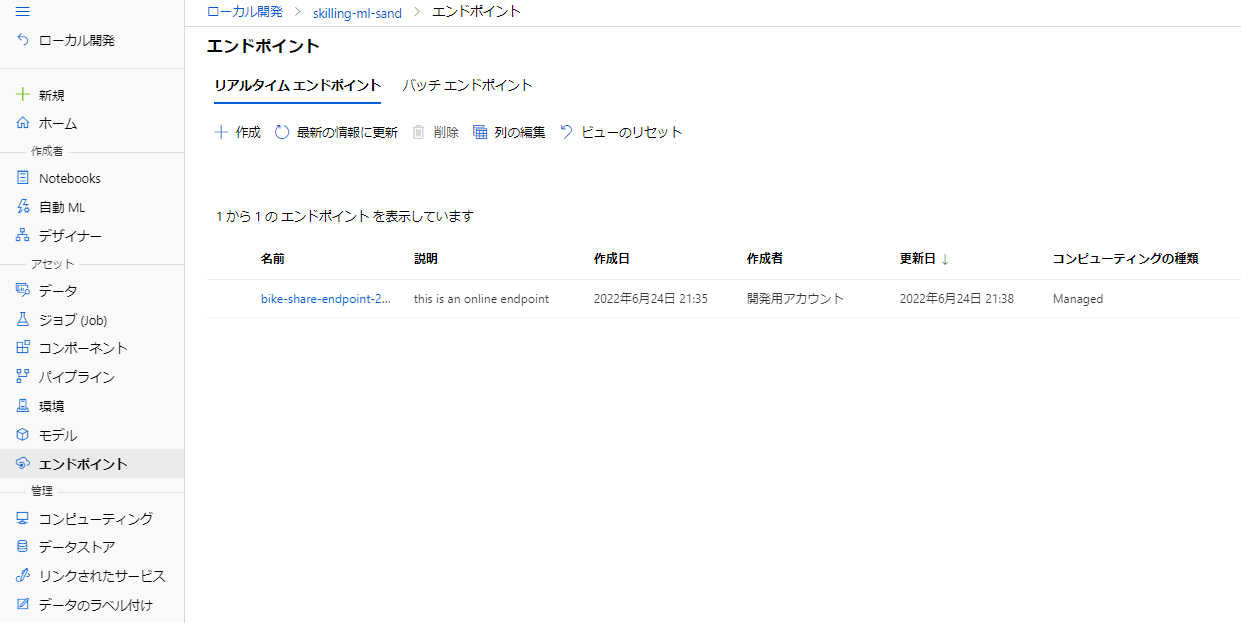 ローカル開発 > skilling-ml-sand > エンドポイント
ローカル開発
エンドポイント
リアルタイム エンドポイント バッチ エンドポイント
新規
ホーム
作成 最新の情報に更新 削除 列の編集 ビューのリセット
作成者
Notebooks
自動 ML
デザイナー
アセット
データ
ジョブ (Job)
コンポーネント
パイプライン
環境
モデル
エンドポイント
管理
コンピューティング
データストア
リンクされたサービス
データのラベル付け
1 から 1 の エンドポイント を表示しています
名前 説明 作成日 作成者 更新日 ↓ コンピューティングの種類
bike-share-endpoint-2... this is an online endpoint 2022年6月24日 21:35 開発用アカウント 2022年6月24日 21:38 Managed